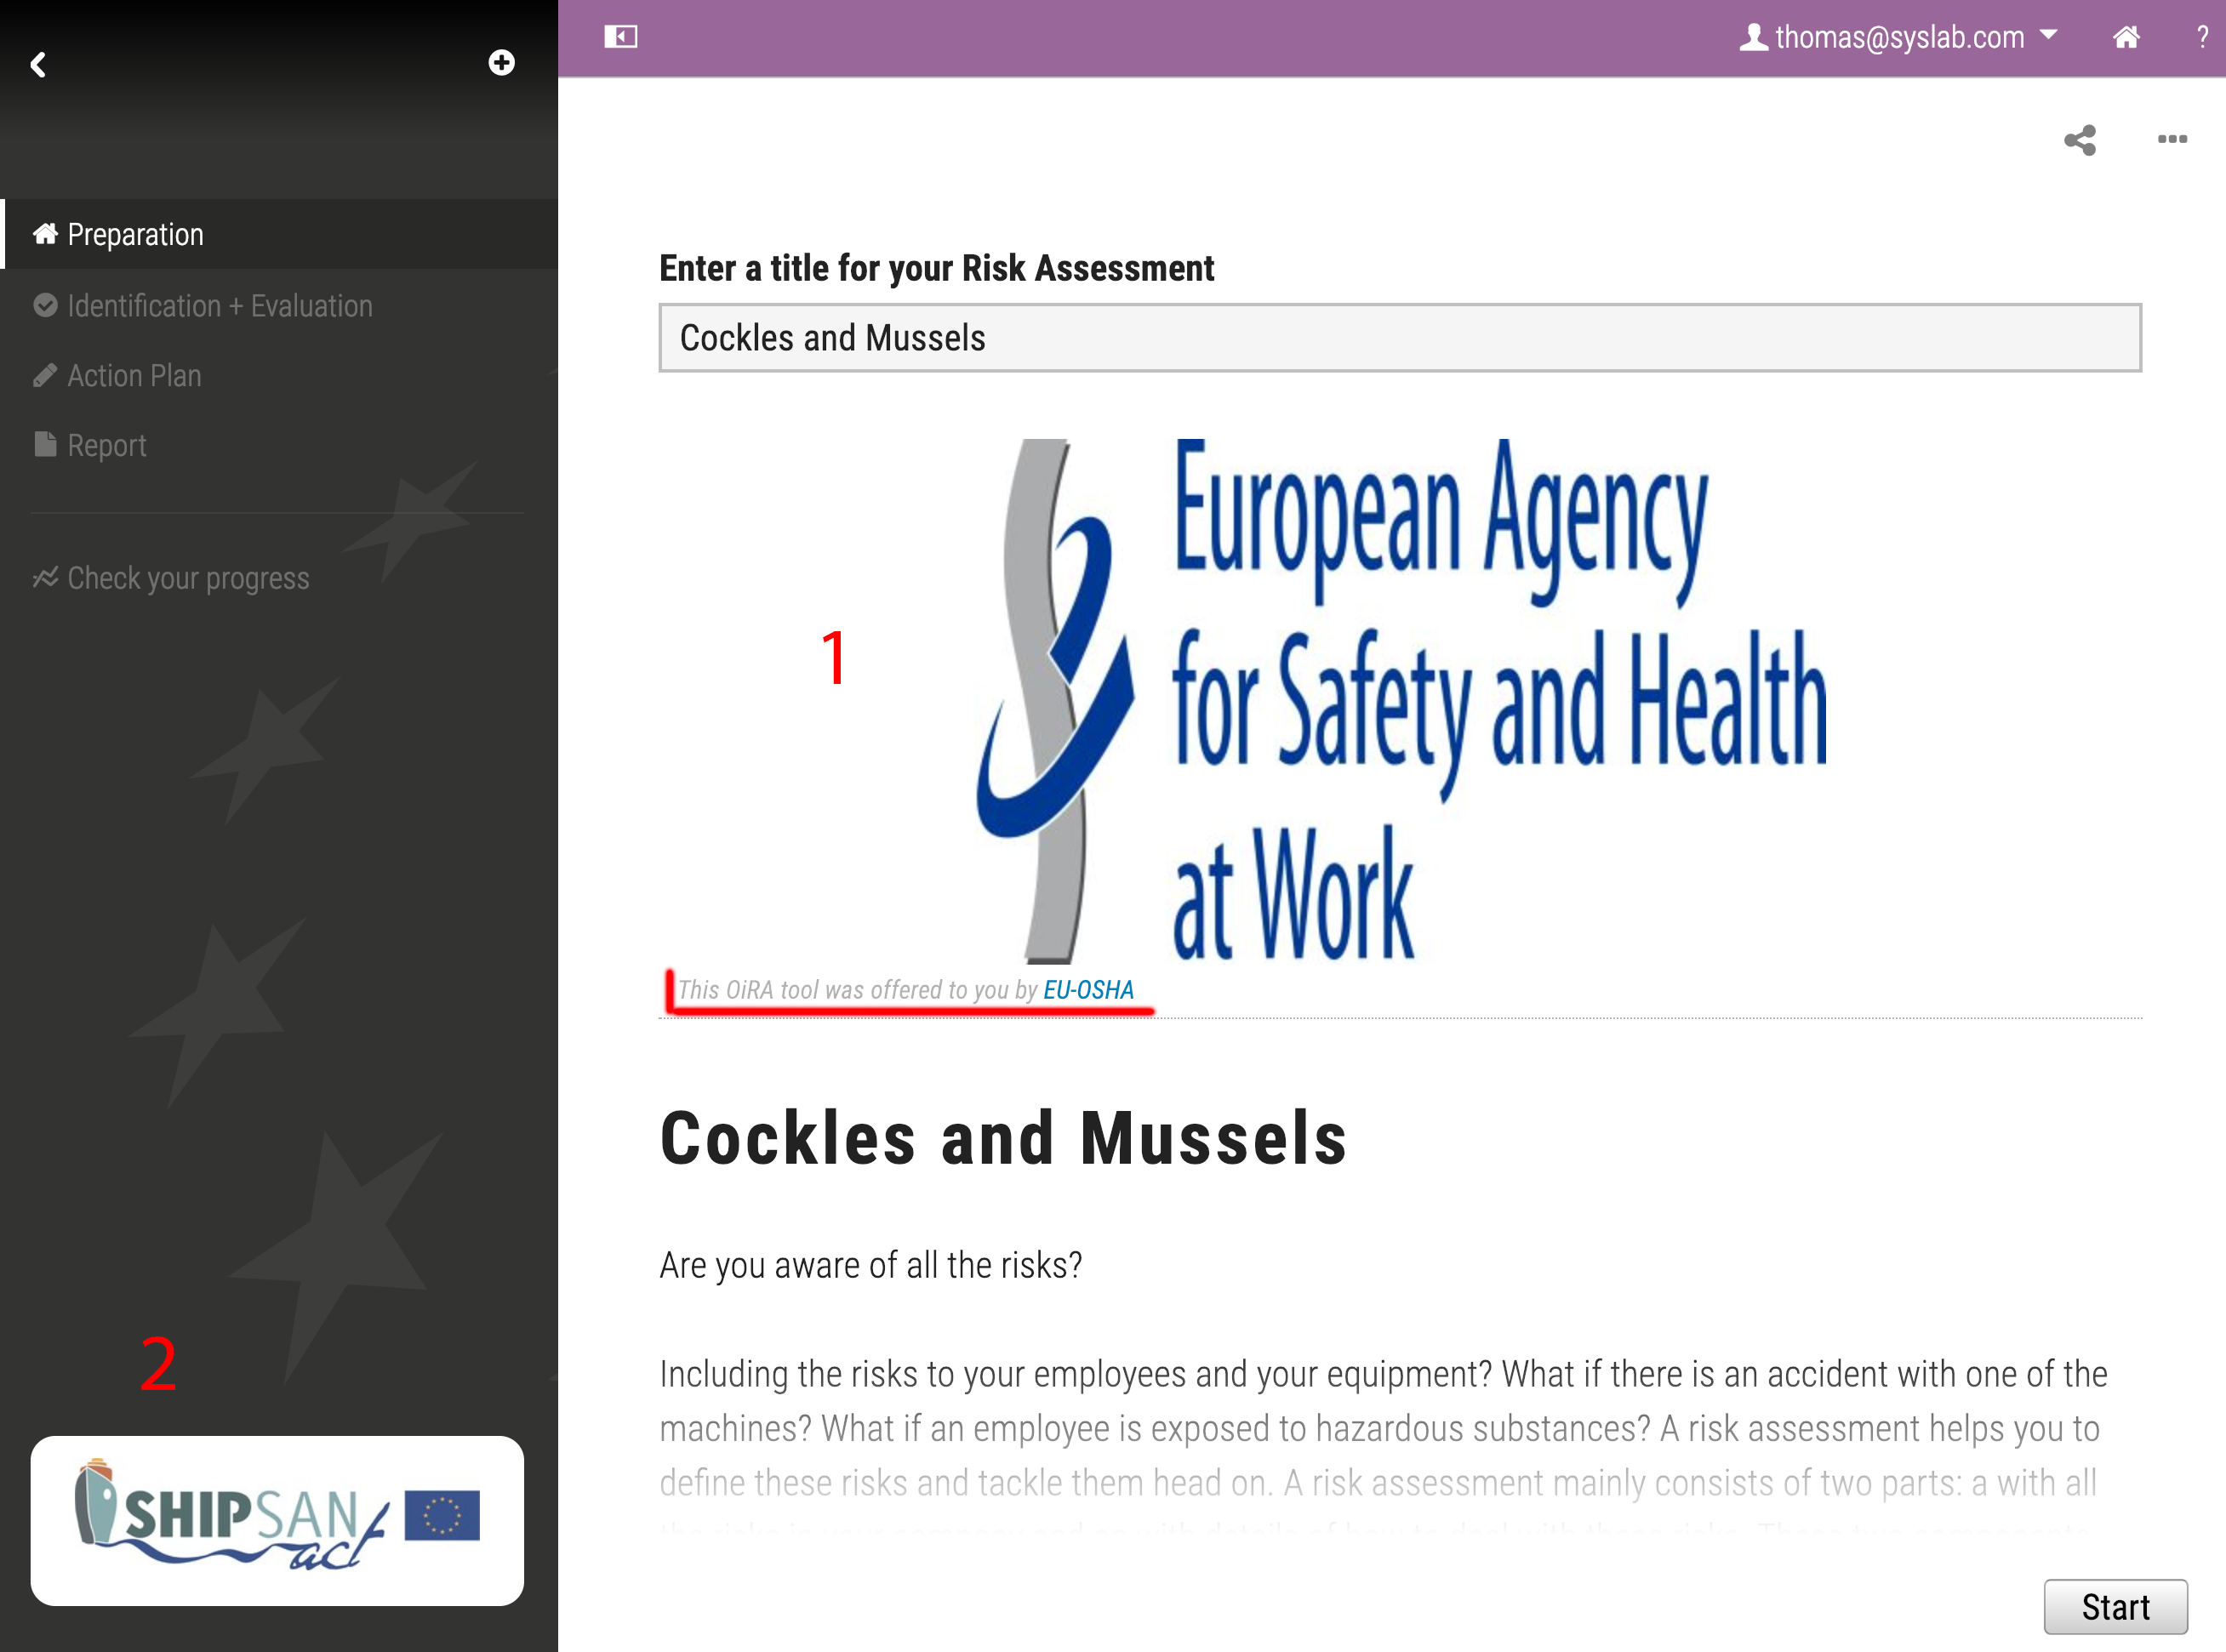 thomas@syslab.com
?
Preparation
Identification + Evaluation
Action Plan
Report
Check your progress
2
SHIPSAN
act
Enter a title for your Risk Assessment
Cockles and Mussels
1
European Agency
for Safety and Health
at Work
This OiRA tool was offered to you by EU-OSHA
Cockles and Mussels
Are you aware of all the risks?
Including the risks to your employees and your equipment? What if there is an accident with one of the
machines? What if an employee is exposed to hazardous substances? A risk assessment helps you to
define these risks and tackle them head on. A risk assessment mainly consists of two parts: a with all
Start